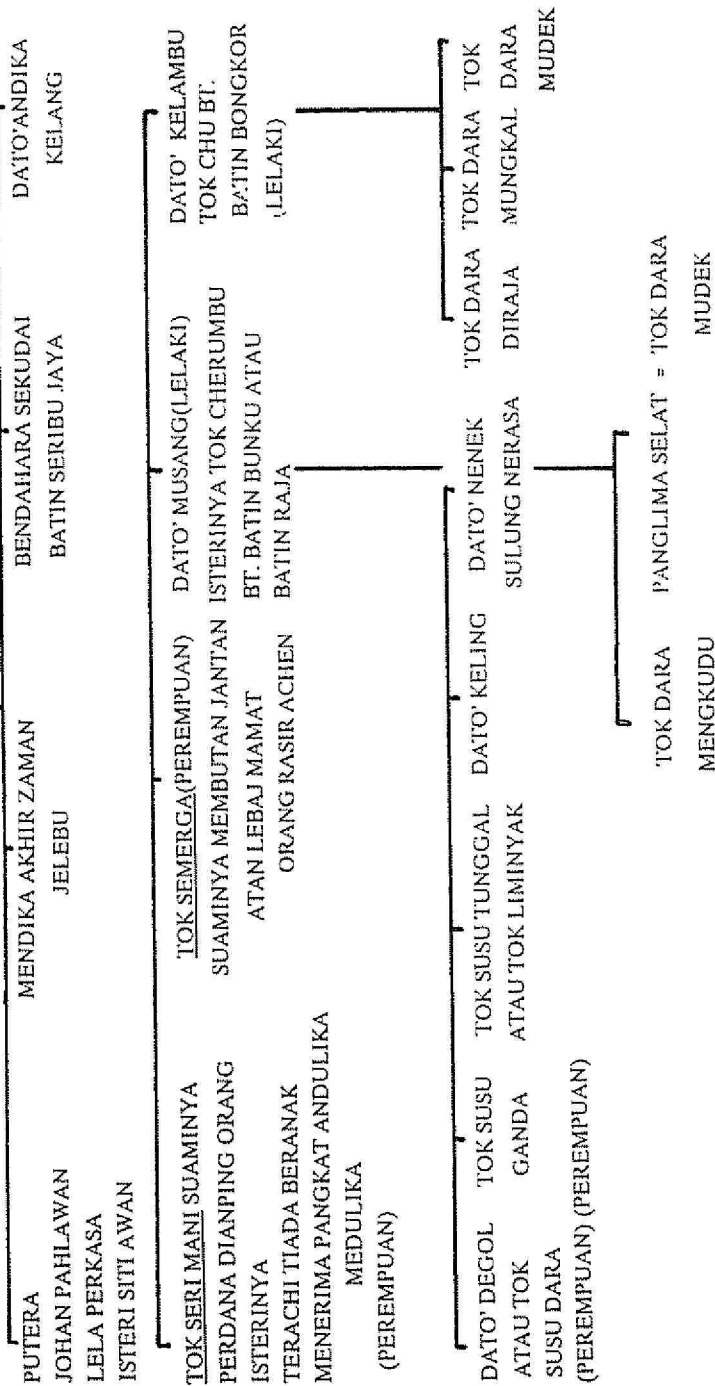 PUTERA
JOHAN PAHLAWAN
LELA PERKASA
ISTERI SITI AWAN
MENDIKA AKHIR ZAMAN
JELEBU
BENDAHARA SEKUDAI
BATIN SERIBU JAYA
DATO'ANDIKA
KELANG
TOK SERI MANI SUAMINYA
PERDANA DIANPING ORANG
ISTERINYA
TERACHI TIADA BERANAK
MENERIMA PANGKAT ANDULIKA
MEDULIKA
(PEREMPUAN)
TOK SEMERGA(PEREMPUAN)
SUAMINYA MEMBUTAN JANTAN
ATAN LEBAJ MAMAT
ORANG RASIR ACHEN
DATO' MUSANG(LELAKI)
ISTERINYA TOK CHERUMBU
BT. BATIN BUNKU ATAU
BATIN RAJA
DATO' KELAMBU
TOK CHU BT.
BATIN BONGKOR
(LELAKI)
DATO' DEGOL
ATAU TOK
SUSU DARA
(PEREMPUAN)
TOK SUSU
GANDA
(PEREMPUAN)
TOK SUSU TUNGGAL
ATAU TOK LIMINYAK
DATO' KELING
DATO' NENEK
SULUNG NERASA
TOK DARA
DIRAJA
TOK DARA
MUNGKAL
TOK
DARA
MUDEK
TOK DARA
MENGKUDU
PANGLIMA SELAT = TOK DARA
MUDEK